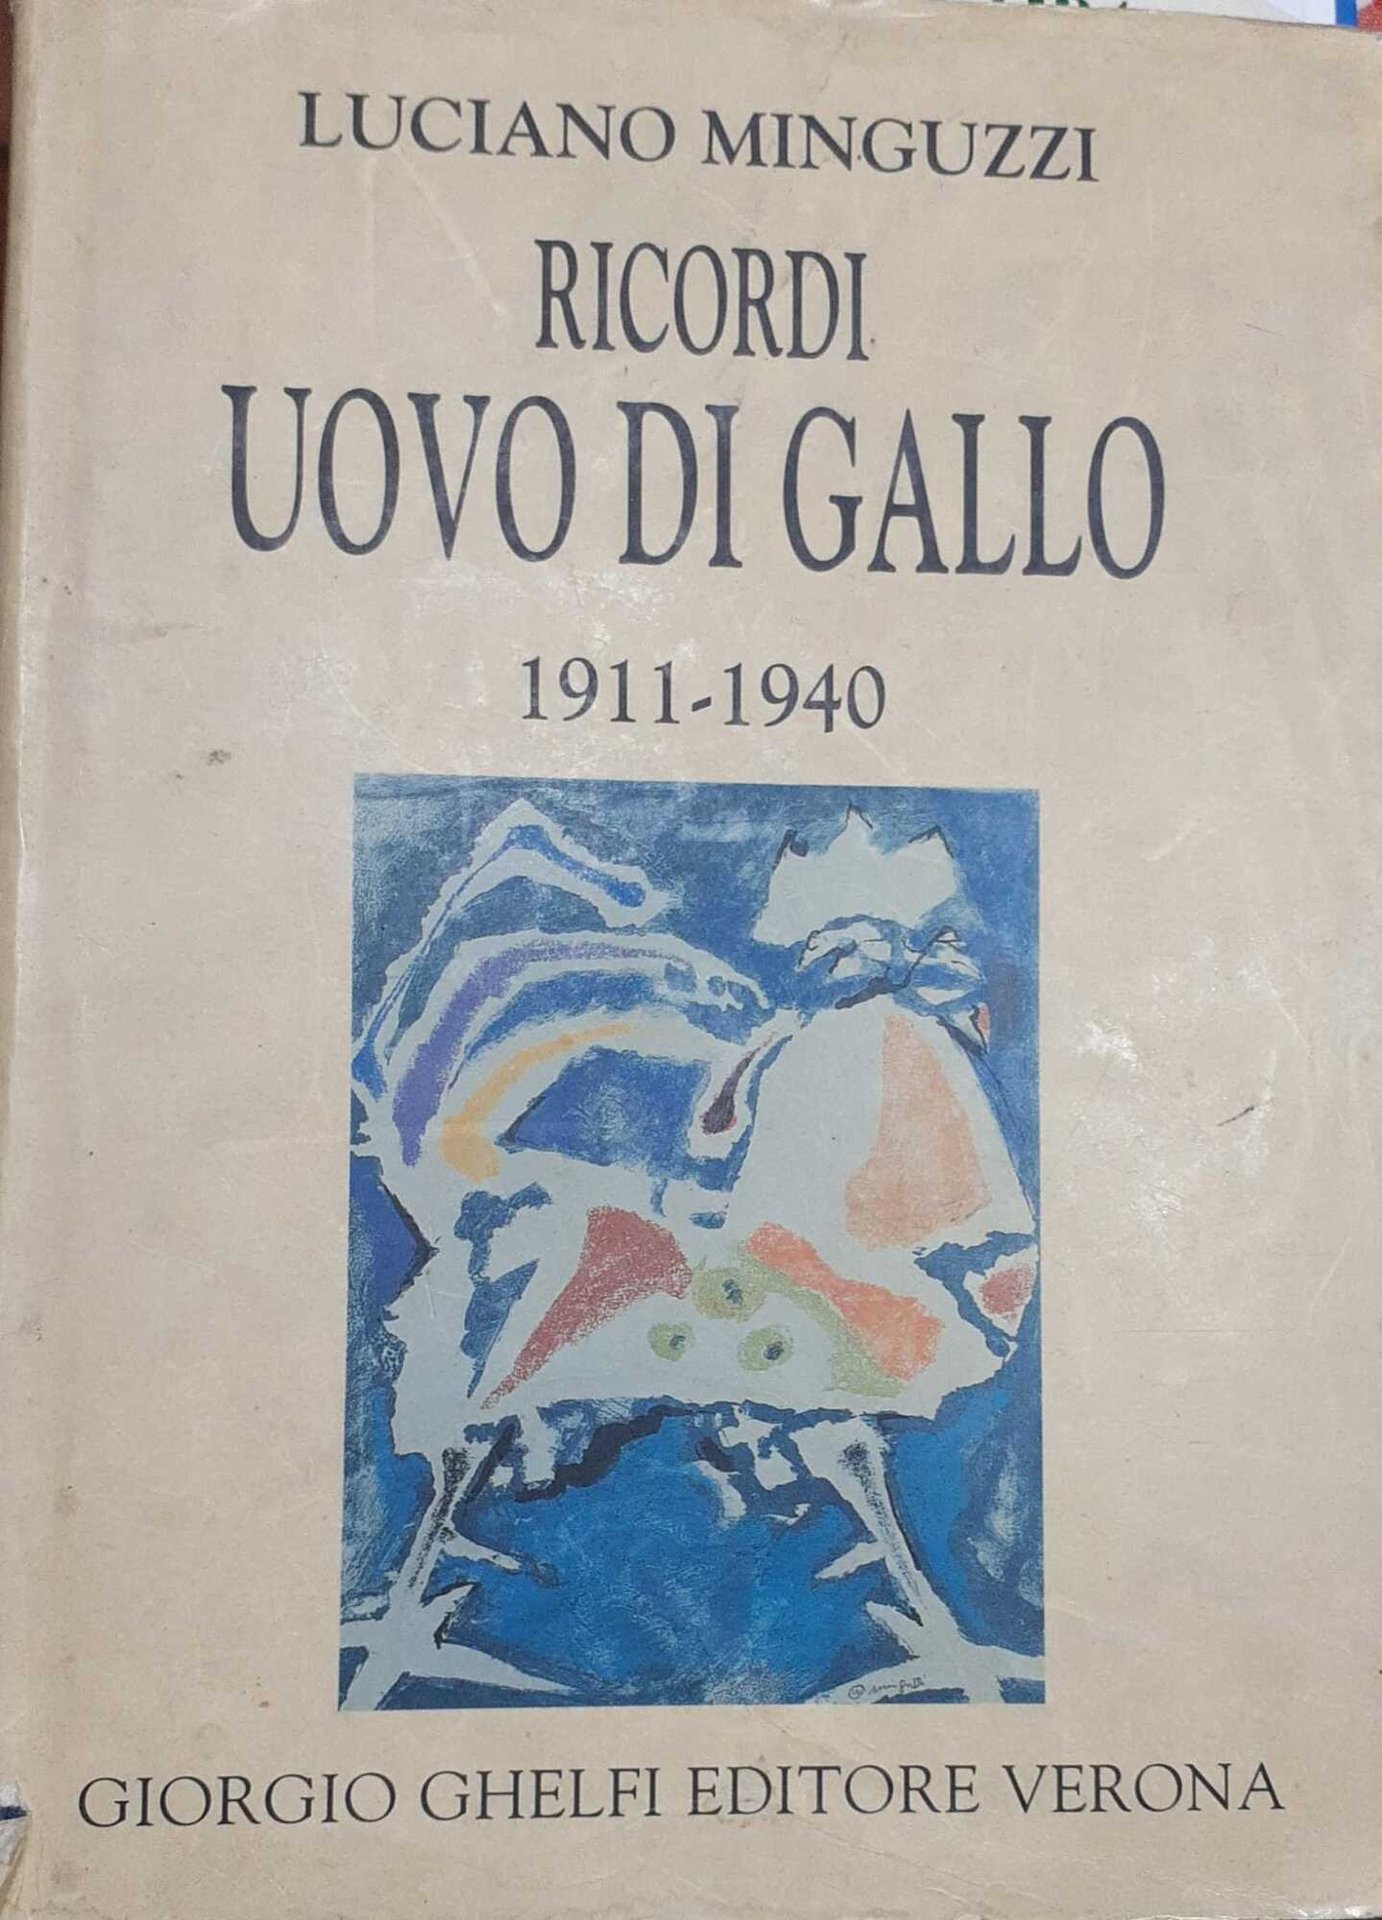 LUCIANO MINGUZZI
RICORDI
UOVO DI GALLO
1911-1940
GIORGIO GHELFI EDITORE VERONA